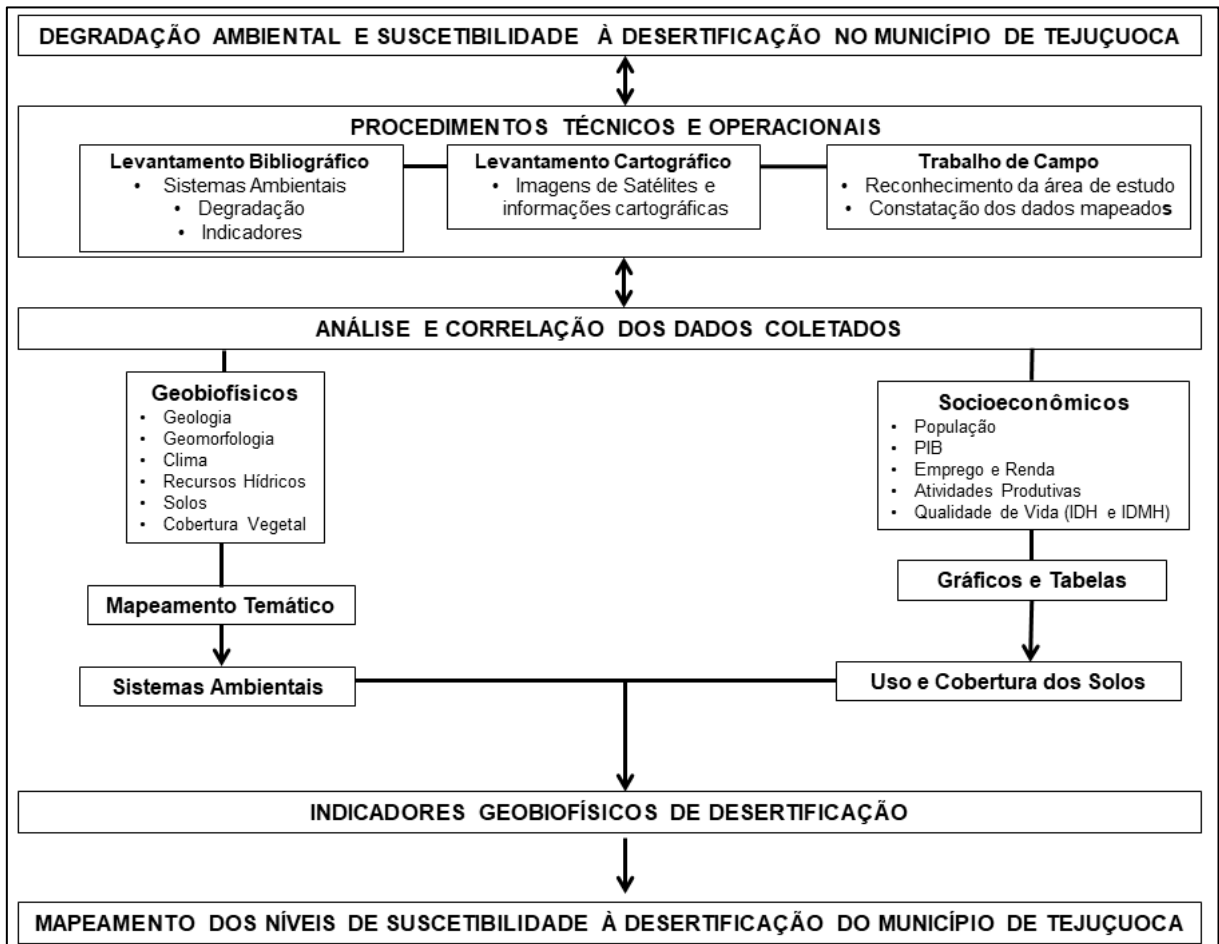 DEGRADAÇÃO AMBIENTAL E SUSCETIBILIDADE À DESERTIFICAÇÃO NO MUNICÍPIO DE TEJUÇUOCA
PROCEDIMENTOS TÉCNICOS E OPERACIONAIS
Levantamento Bibliográfico
• Sistemas Ambientais
• Degradação
• Indicadores
Levantamento Cartográfico
• Imagens de Satélites e
informações cartográficas
Trabalho de Campo
• Reconhecimento da área de estudo
• Constatação dos dados mapeados
ANÁLISE E CORRELAÇÃO DOS DADOS COLETADOS
Geobiofísicos
• Geologia
• Geomorfologia
• Clima
• Recursos Hídricos
• Solos
• Cobertura Vegetal
Socioeconômicos
• População
• PIB
• Emprego e Renda
• Atividades Produtivas
• Qualidade de Vida (IDH e IDMH)
Mapeamento Temático
Gráficos e Tabelas
Sistemas Ambientais
Uso e Cobertura dos Solos
INDICADORES GEOBIOFÍSICOS DE DESERTIFICAÇÃO
MAPEAMENTO DOS NÍVEIS DE SUSCETIBILIDADE À DESERTIFICAÇÃO DO MUNICÍPIO DE TEJUÇUOCA